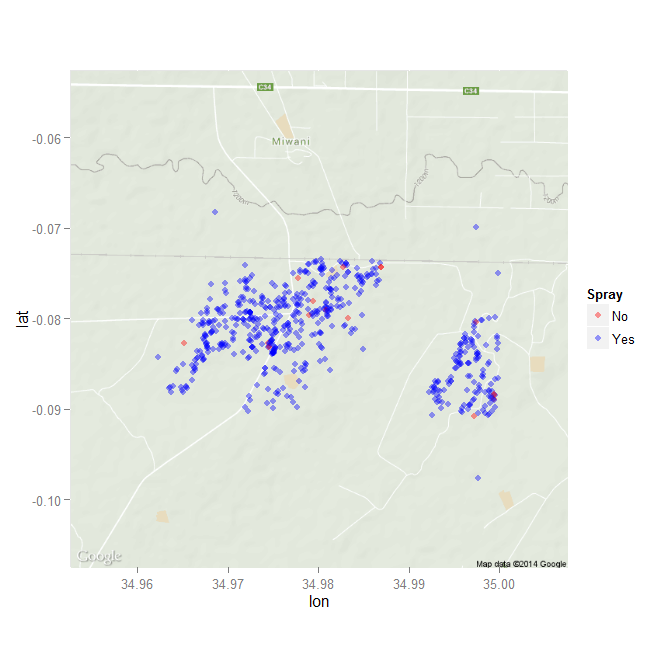 C34
C34
-0.06
Miwani
-0.07
-0.08
-0.09
-0.10
lat
Spray
No
Yes
Google
Map data ©2014 Google
34.96
34.97
34.98
34.99
35.00
lon